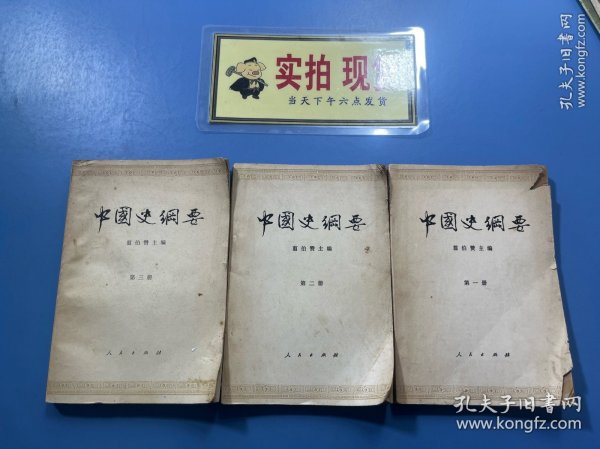 实拍 现货
当天下午六点发货
孔夫子旧书网
www.kongfz.com
中國史綱要
翦伯赞主编
第三册
人民出版社
中國史綱要
翦伯赞主编
第二册
人民出版社
中國史綱要
翦伯赞主编
第一册
人民出版社
孔夫子旧书网
www.kongfz.com